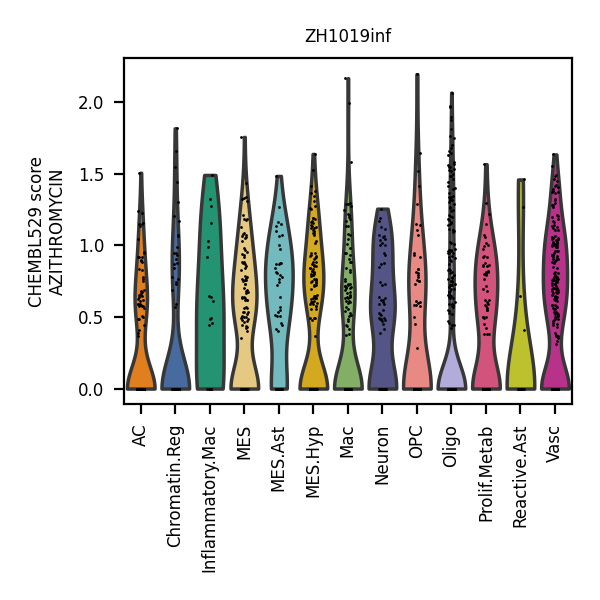 ZH1019inf
CHEMBL529 score
AZITHROMYCIN
2.0
1.5
1.0
0.5
0.0
AC
Chromatin.Reg
Inflammatory.Mac
MES
MES.Ast
MES.Hyp
Mac
Neuron
OPC
Oligo
Prolif.Metab
Reactive.Ast
Vasc